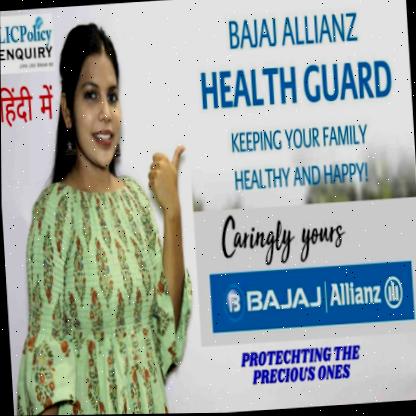 LICPolicy
ENQUIRY
हिंदी में
BAJAJ ALLIANZ
HEALTH GUARD
KEEPING YOUR FAMILY
HEALTHY AND HAPPY!
Caringly yours
BAJAJ Allianz
PROTECHTING THE
PRECIOUS ONES